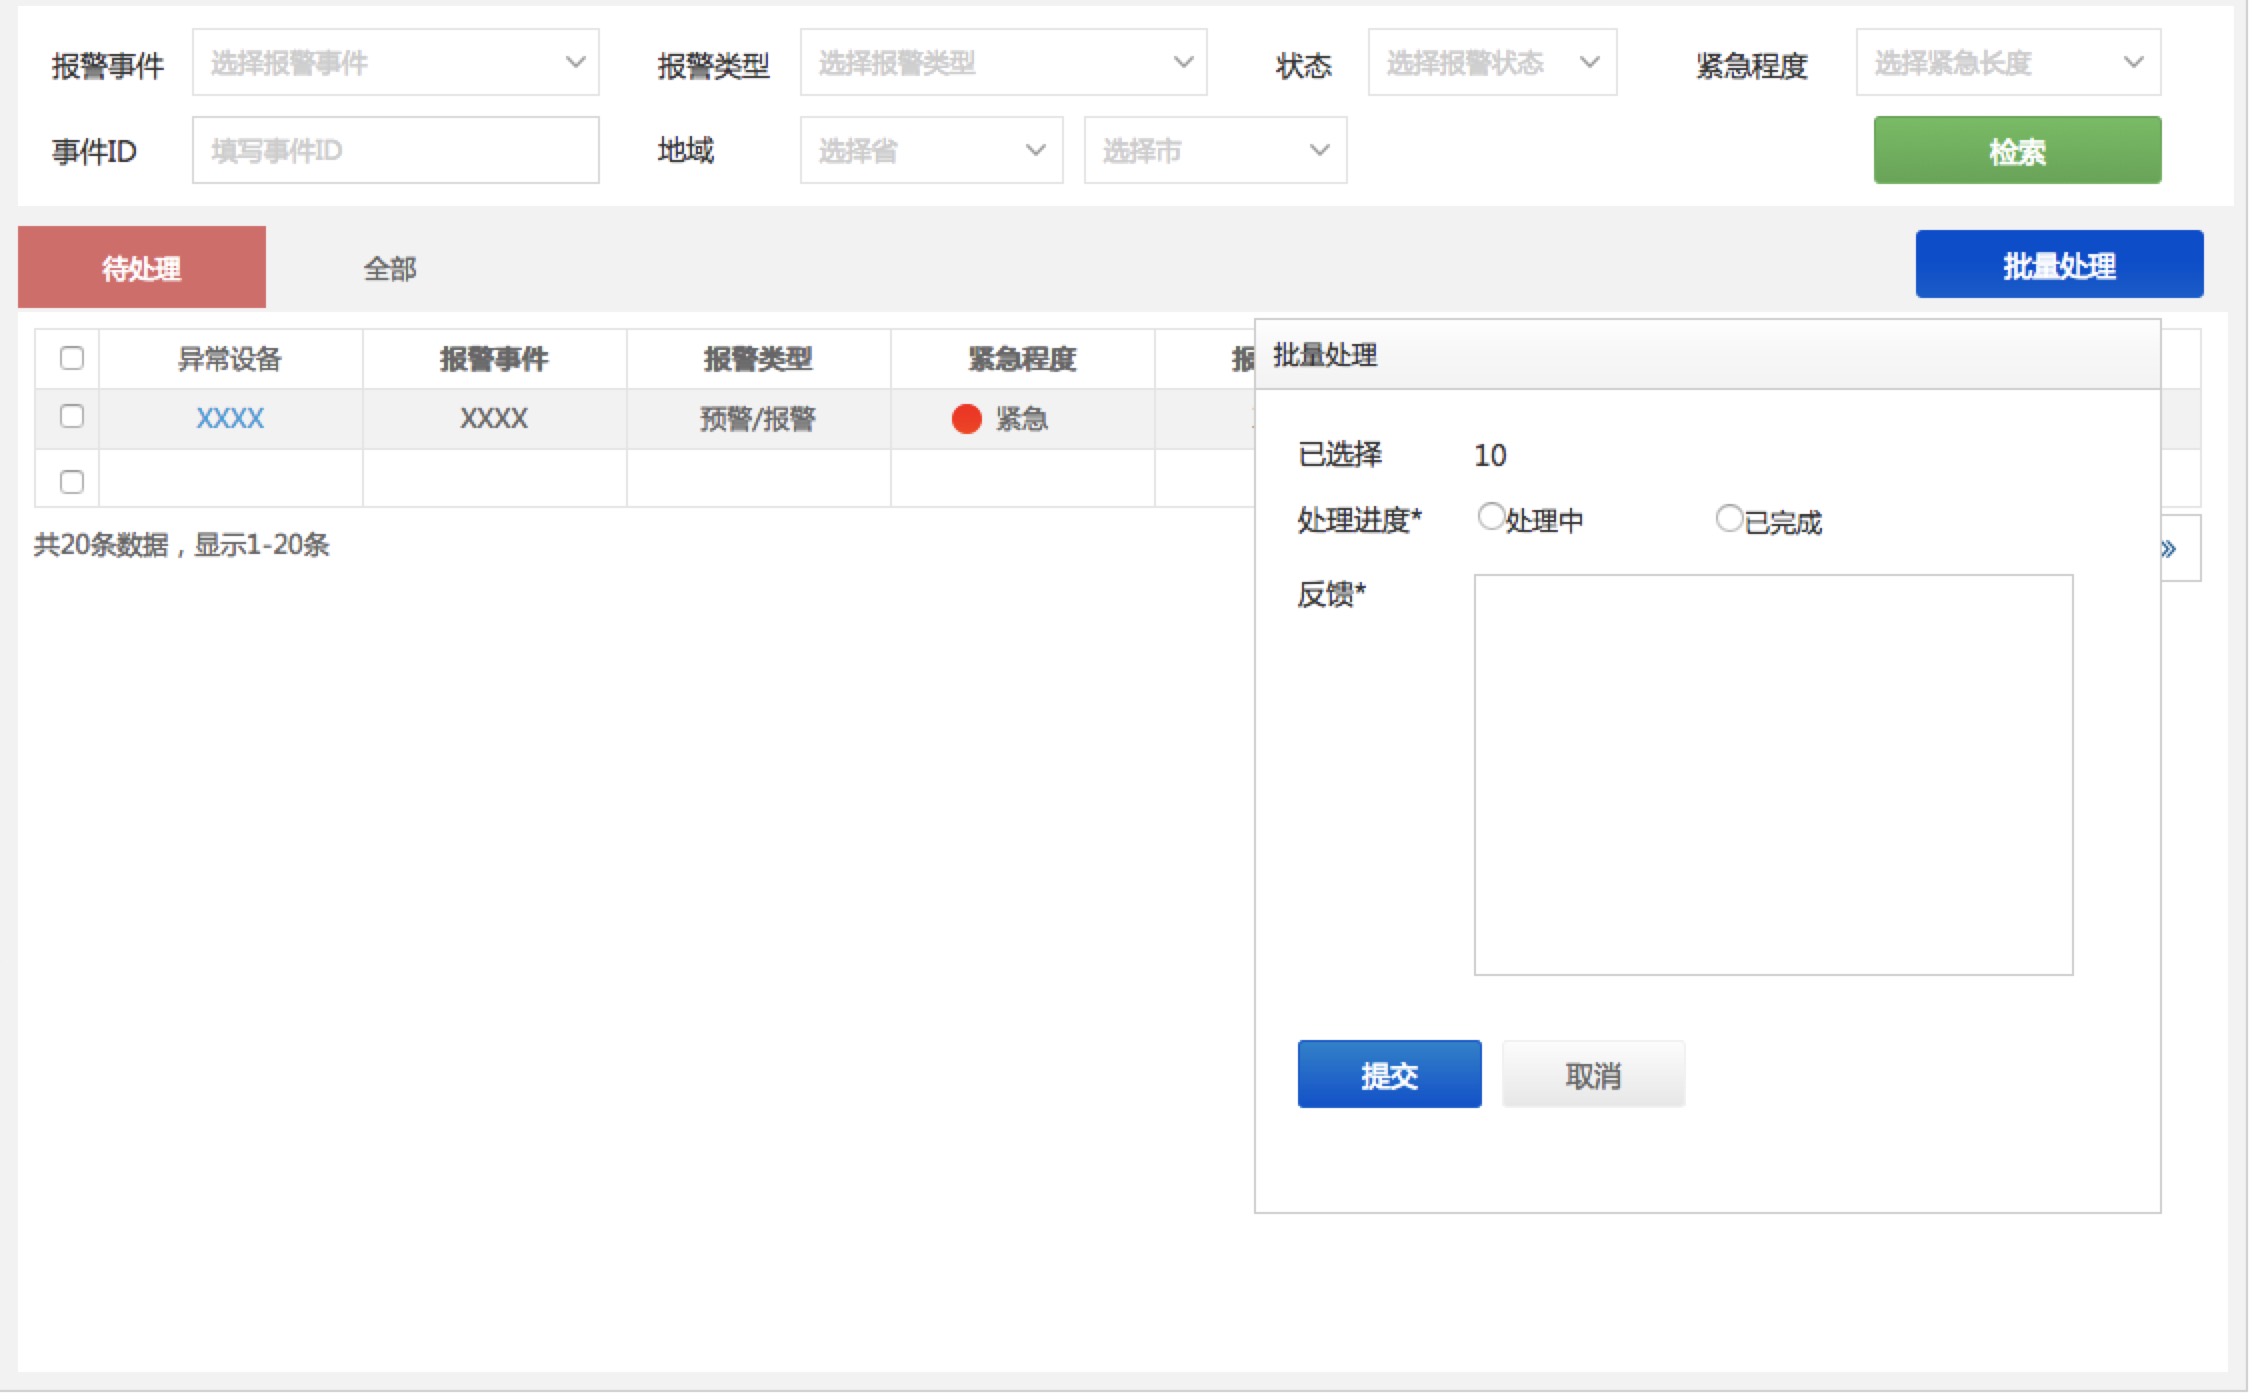 报警事件 选择报警事件 报警类型 选择报警类型 状态 选择报警状态 紧急程度 选择紧急长度
事件ID 填写事件ID 地域 选择省 选择市 检索
待处理 全部 批量处理
异常设备 报警事件 报警类型 紧急程度 报
XXXX XXXX 预警/报警 紧急
共20条数据，显示1-20条 »
批量处理
已选择 10
处理进度* 处理中 已完成
反馈*
提交 取消